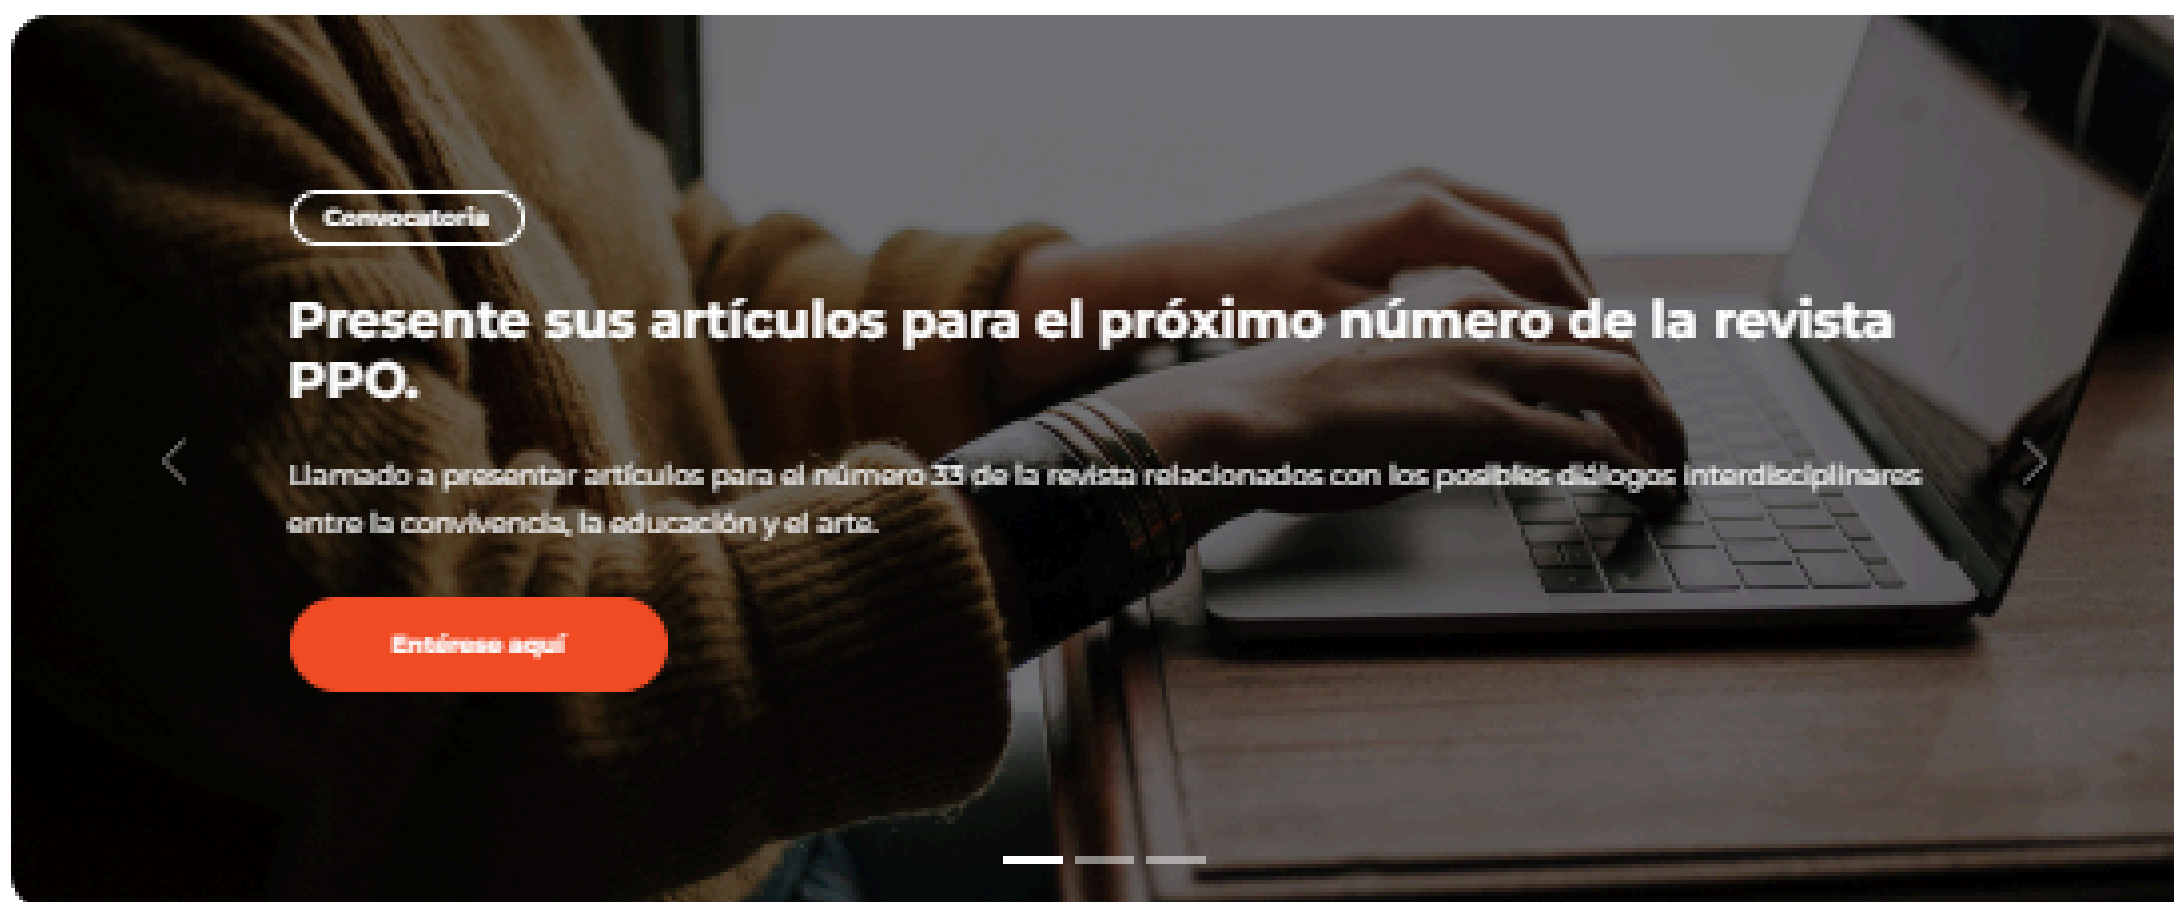 Convocatoria
Presente sus artículos para el próximo número de la revista
PPO.
Llamado a presentar artículos para el número 33 de la revista relacionados con los posibles diálogos interdisciplinares
entre la convivencia, la educación y el arte.
Entérese aquí